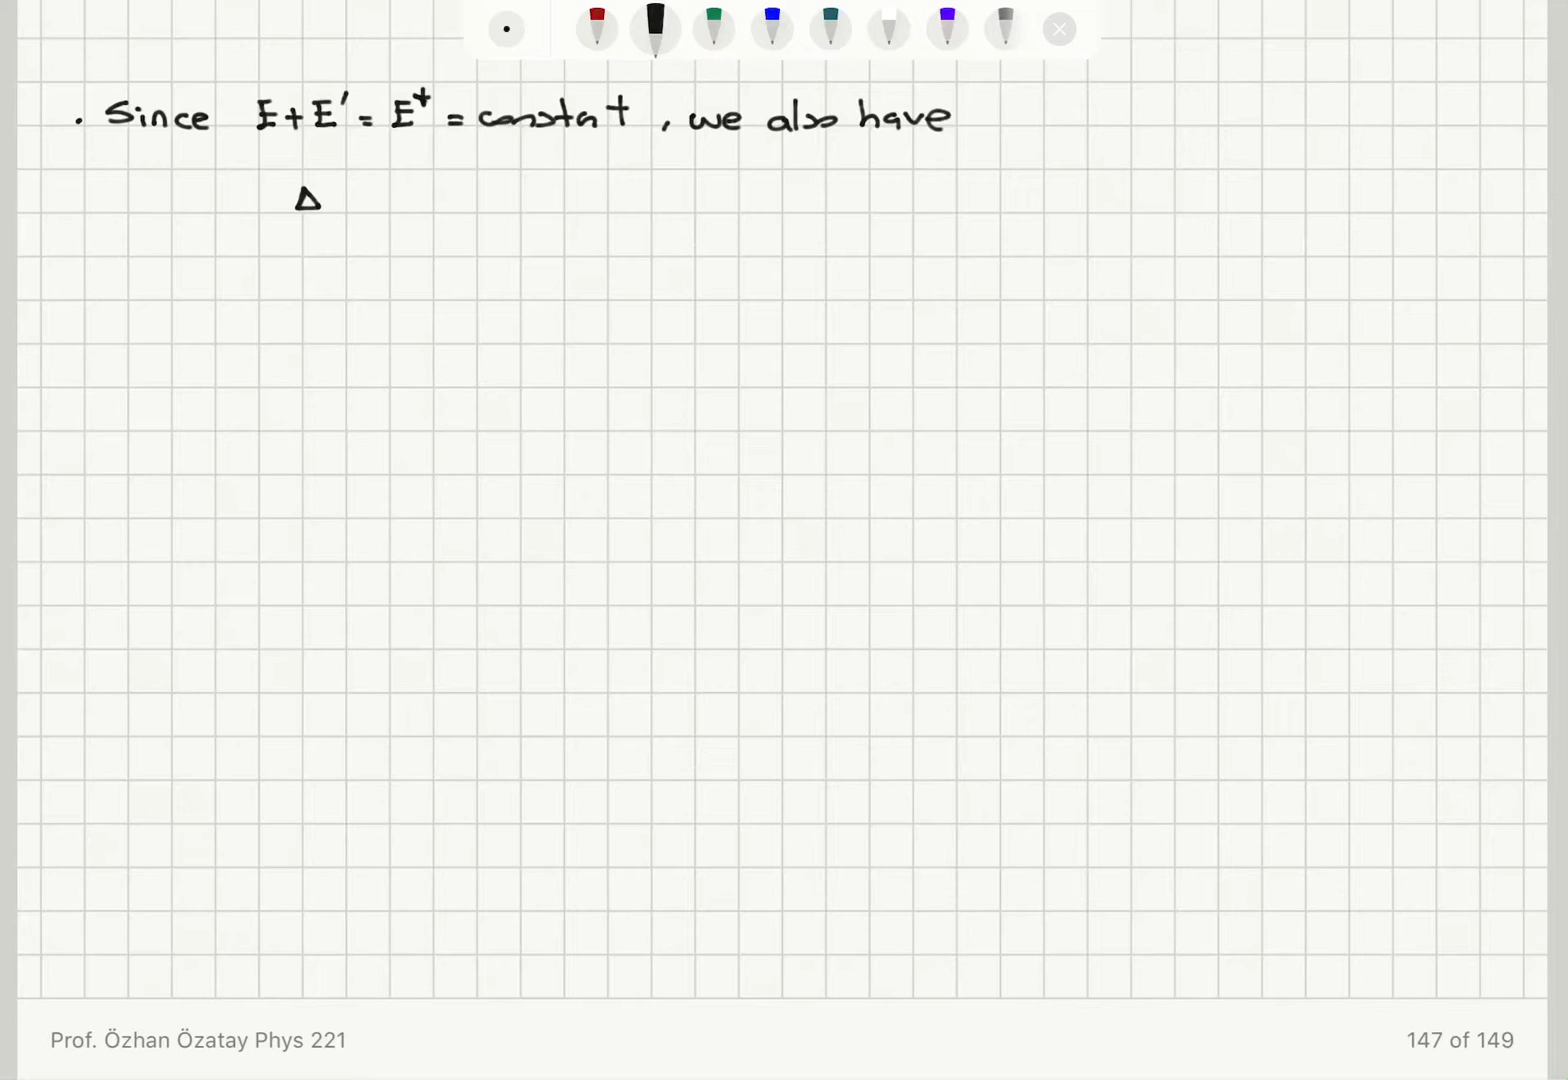 . Since E+E' = E⁺ = constant , we also have
Δ
Prof. Özhan Özatay Phys 221
147 of 149